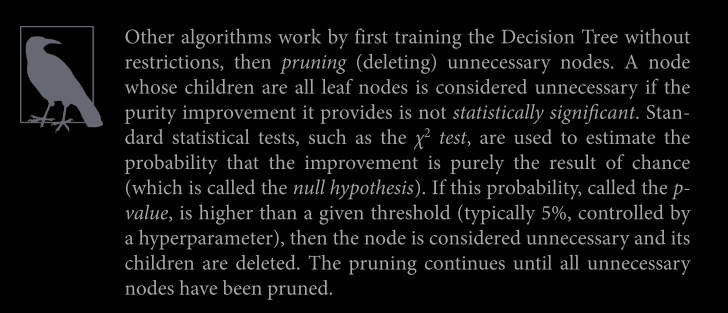 Other algorithms work by first training the Decision Tree without
restrictions, then pruning (deleting) unnecessary nodes. A node
whose children are all leaf nodes is considered unnecessary if the
purity improvement it provides is not statistically significant. Stan-
dard statistical tests, such as the χ² test, are used to estimate the
probability that the improvement is purely the result of chance
(which is called the null hypothesis). If this probability, called the p-
value, is higher than a given threshold (typically 5%, controlled by
a hyperparameter), then the node is considered unnecessary and its
children are deleted. The pruning continues until all unnecessary
nodes have been pruned.